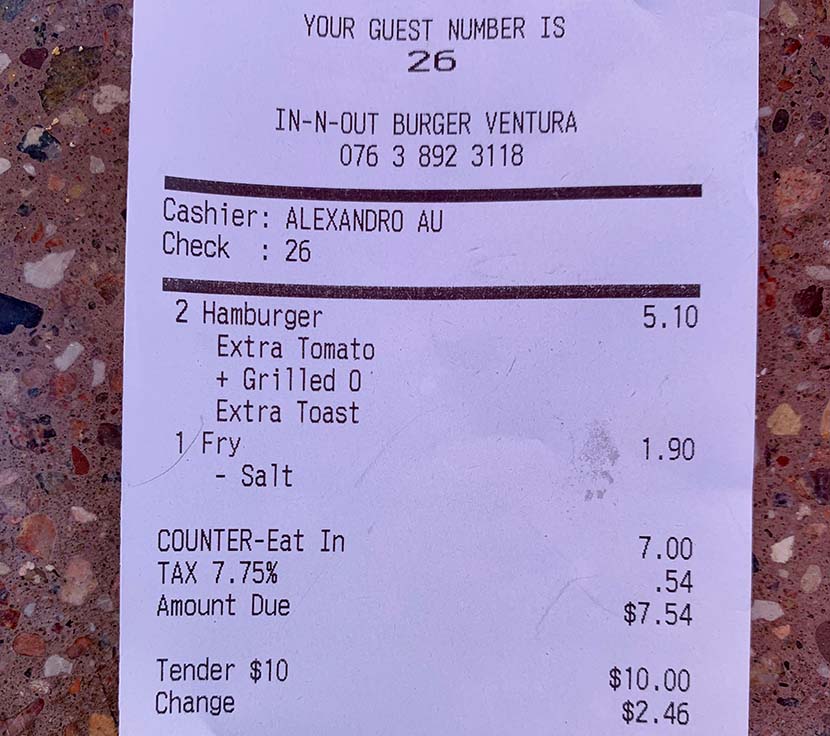 YOUR GUEST NUMBER IS
26
IN-N-OUT BURGER VENTURA
076 3 892 3118
Cashier: ALEXANDRO AU
Check : 26
2 Hamburger 5.10
Extra Tomato
+ Grilled O
Extra Toast
1 Fry 1.90
- Salt
COUNTER-Eat In 7.00
TAX 7.75% .54
Amount Due $7.54
Tender $10 $10.00
Change $2.46